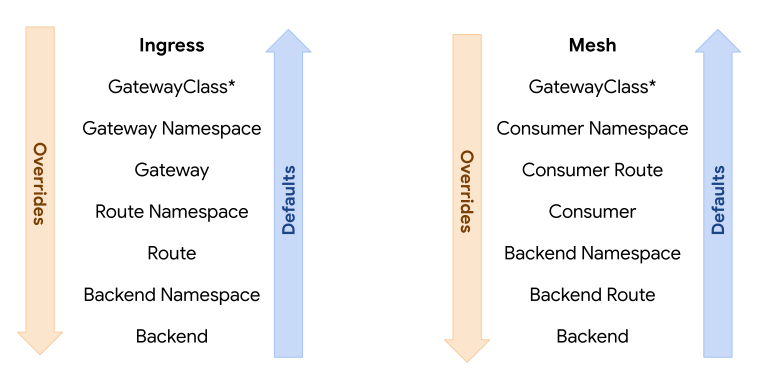 Ingress
GatewayClass*
Gateway Namespace
Gateway
Route Namespace
Route
Backend Namespace
Backend
Overrides
Defaults
Mesh
GatewayClass*
Consumer Namespace
Consumer Route
Consumer
Backend Namespace
Backend Route
Backend
Overrides
Defaults